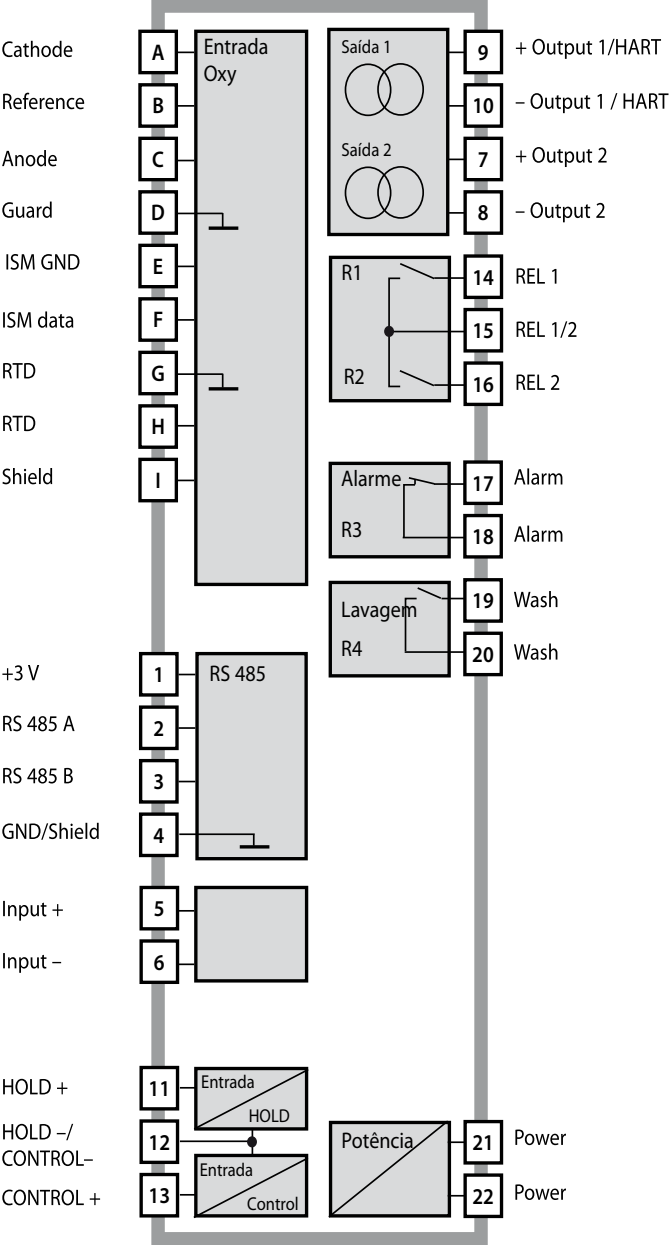 Cathode
A
Entrada
Oxy
Reference
B
Anode
C
Guard
D
ISM GND
E
ISM data
F
RTD
G
RTD
H
Shield
I
+3 V
1
RS 485
RS 485 A
2
RS 485 B
3
GND/Shield
4
Input +
5
Input –
6
HOLD +
11
Entrada
HOLD
HOLD –/
CONTROL–
12
CONTROL +
13
Entrada
Control
Saída 1
9
+ Output 1/HART
10
– Output 1 / HART
Saída 2
7
+ Output 2
8
– Output 2
R1
14
REL 1
15
REL 1/2
R2
16
REL 2
Alarme
17
Alarm
R3
18
Alarm
Lavagem
19
Wash
R4
20
Wash
Potência
21
Power
22
Power